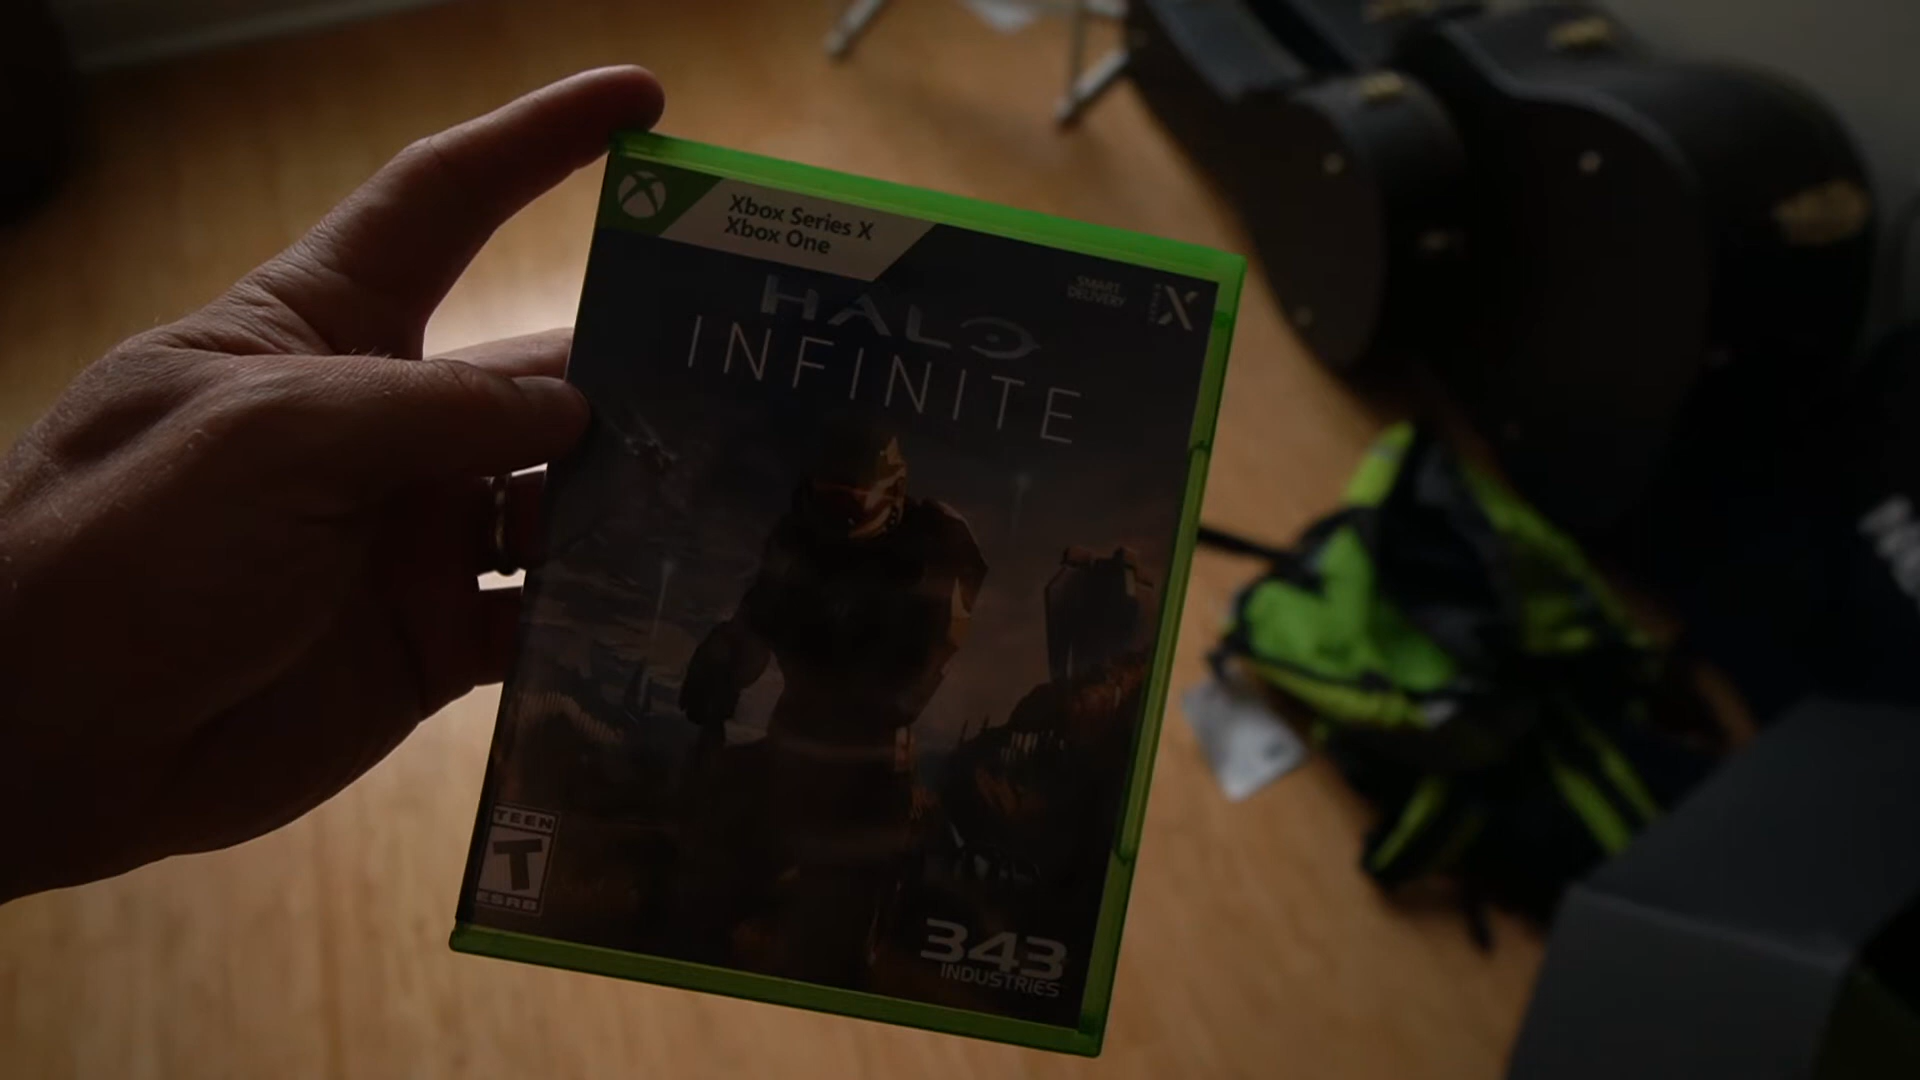 Xbox Series X
Xbox One
SMART
DELIVERY
X
HALO
INFINITE
TEEN
T
ESRB
343
INDUSTRIES